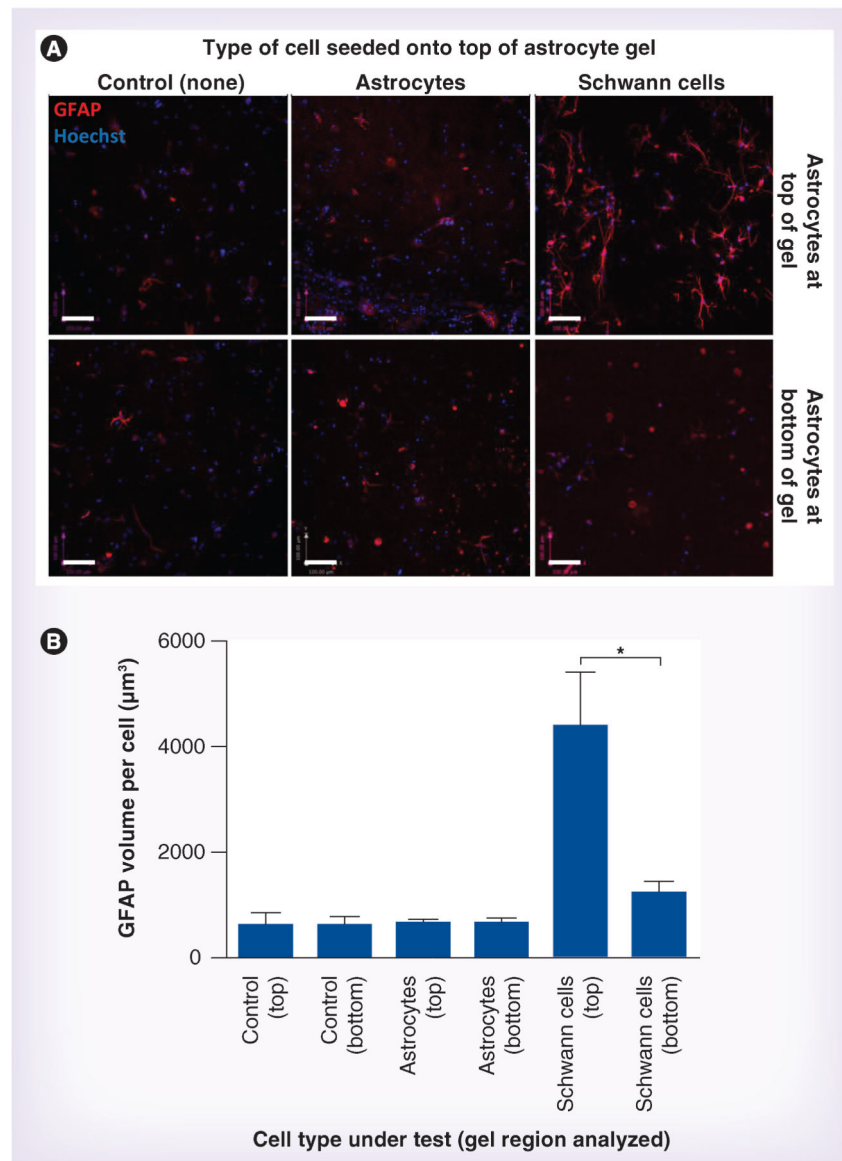 A
Type of cell seeded onto top of astrocyte gel
Control (none)
Astrocytes
Schwann cells
GFAP
Hoechst
Astrocytes at
top of gel
Astrocytes at
bottom of gel
B
GFAP volume per cell (µm³)
6000
4000
2000
0
*
Control
(top)
Control
(bottom)
Astrocytes
(top)
Astrocytes
(bottom)
Schwann cells
(top)
Schwann cells
(bottom)
Cell type under test (gel region analyzed)